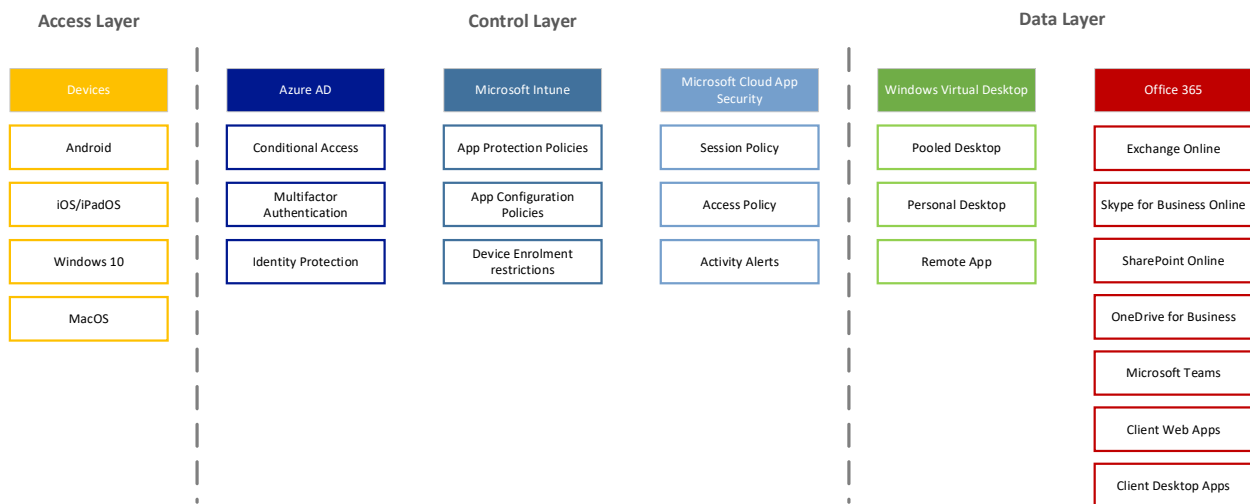 Access Layer
Control Layer
Data Layer
Devices
Android
iOS/iPadOS
Windows 10
MacOS
Azure AD
Conditional Access
Multifactor
Authentication
Identity Protection
Microsoft Intune
App Protection Policies
App Configuration
Policies
Device Enrolment
restrictions
Microsoft Cloud App
Security
Session Policy
Access Policy
Activity Alerts
Windows Virtual Desktop
Pooled Desktop
Personal Desktop
Remote App
Office 365
Exchange Online
Skype for Business Online
SharePoint Online
OneDrive for Business
Microsoft Teams
Client Web Apps
Client Desktop Apps